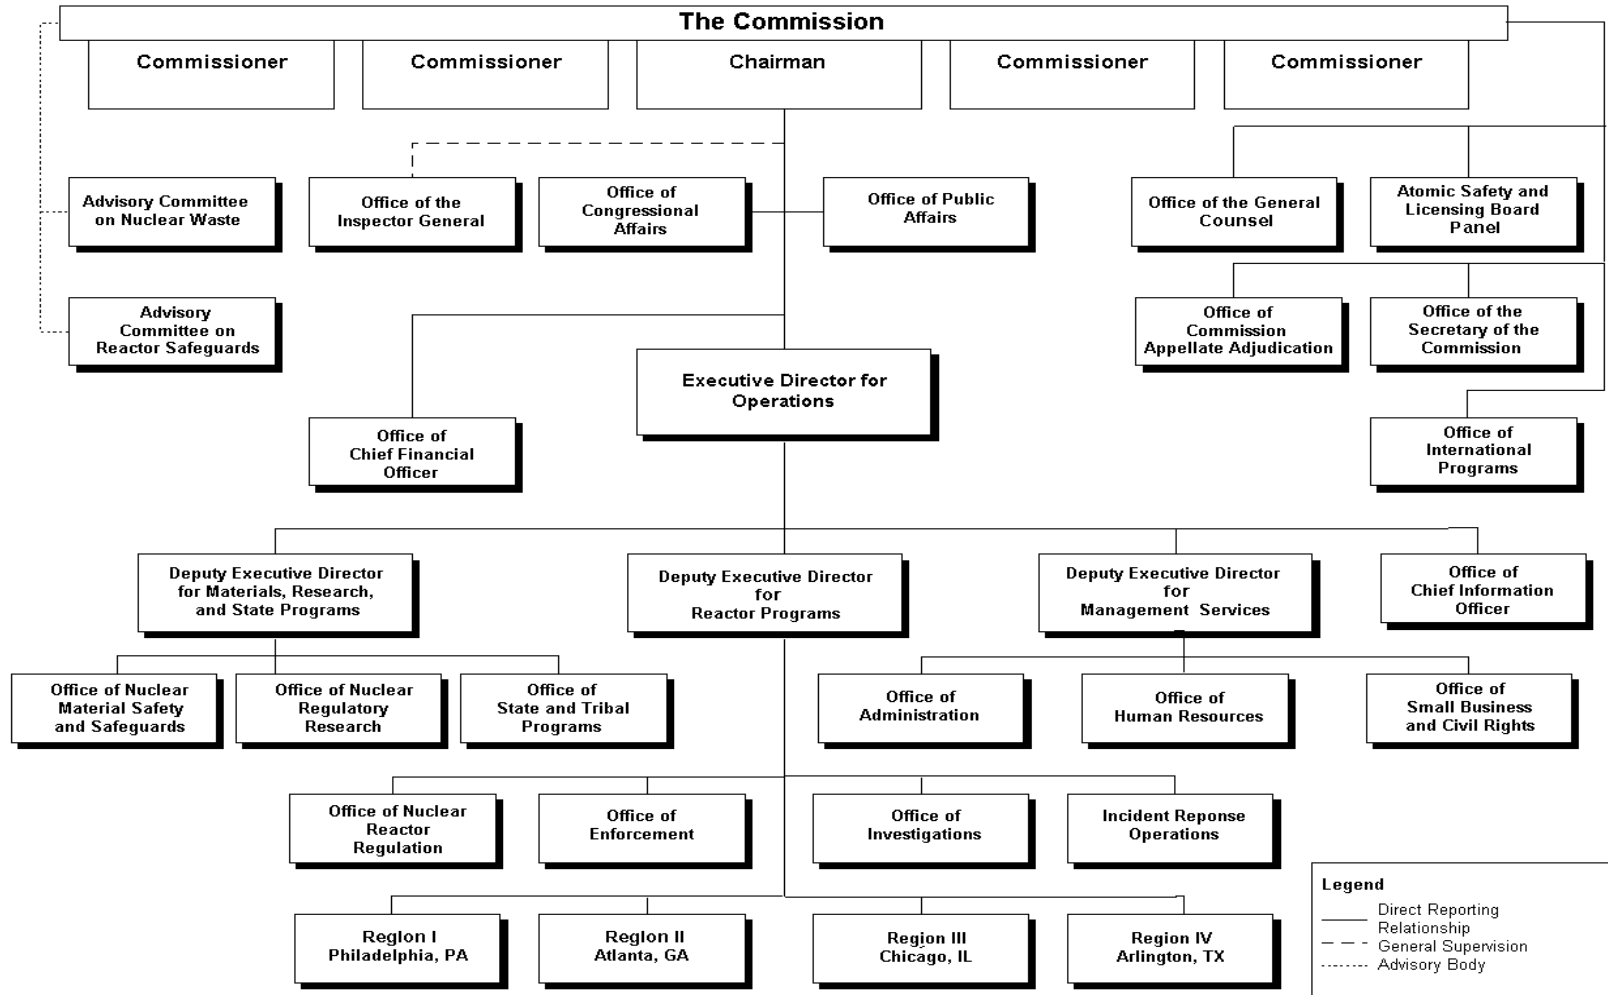 The Commission
Commissioner
Commissioner
Chairman
Commissioner
Commissioner
Advisory Committee
on Nuclear Waste
Office of the
Inspector General
Office of
Congressional
Affairs
Office of Public
Affairs
Office of the General
Counsel
Atomic Safety and
Licensing Board
Panel
Advisory
Committee on
Reactor Safeguards
Office of
Commission
Appellate Adjudication
Office of the
Secretary of the
Commission
Executive Director for
Operations
Office of
Chief Financial
Officer
Office of
International
Programs
Deputy Executive Director
for Materials, Research,
and State Programs
Deputy Executive Director
for
Reactor Programs
Deputy Executive Director
for
Management Services
Office of
Chief Information
Officer
Office of Nuclear
Material Safety
and Safeguards
Office of Nuclear
Regulatory
Research
Office of
State and Tribal
Programs
Office of
Administration
Office of
Human Resources
Office of
Small Business
and Civil Rights
Office of Nuclear
Reactor
Regulation
Office of
Enforcement
Office of
Investigations
Incident Reponse
Operations
Region I
Philadelphia, PA
Region II
Atlanta, GA
Region III
Chicago, IL
Region IV
Arlington, TX
Legend
Direct Reporting
Relationship
General Supervision
Advisory Body